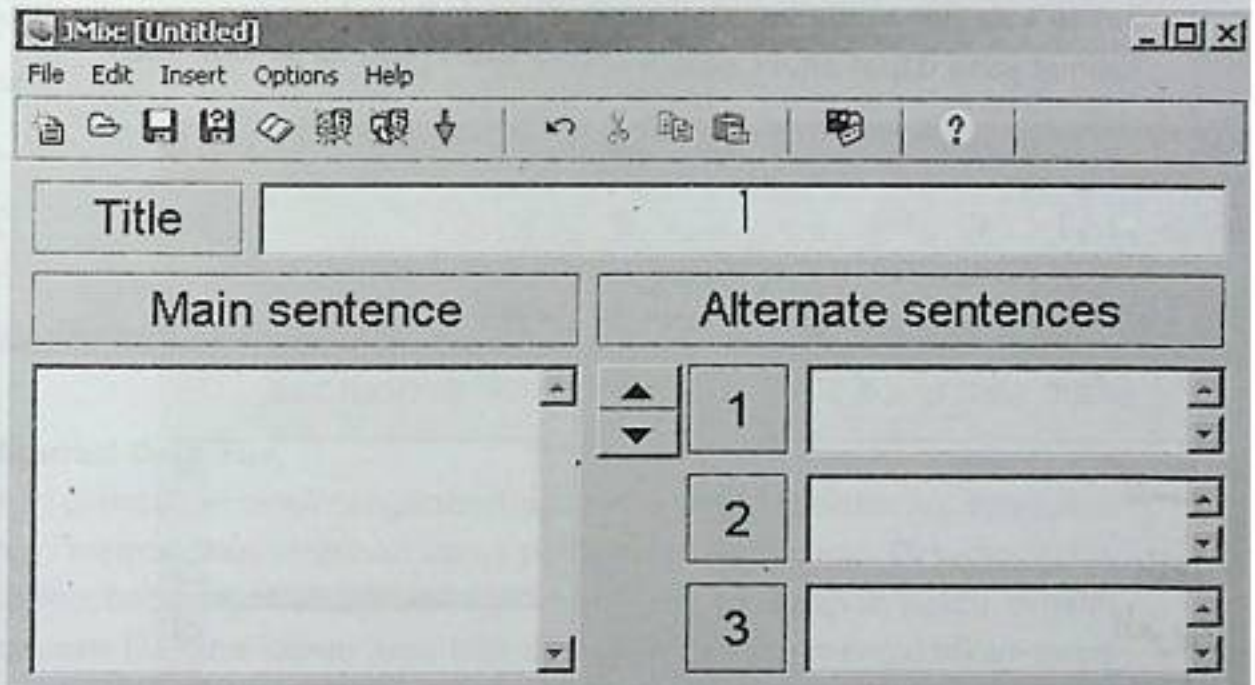 JMix: [Untitled]
File Edit Insert Options Help
?
Title
Main sentence Alternate sentences
1
2
3